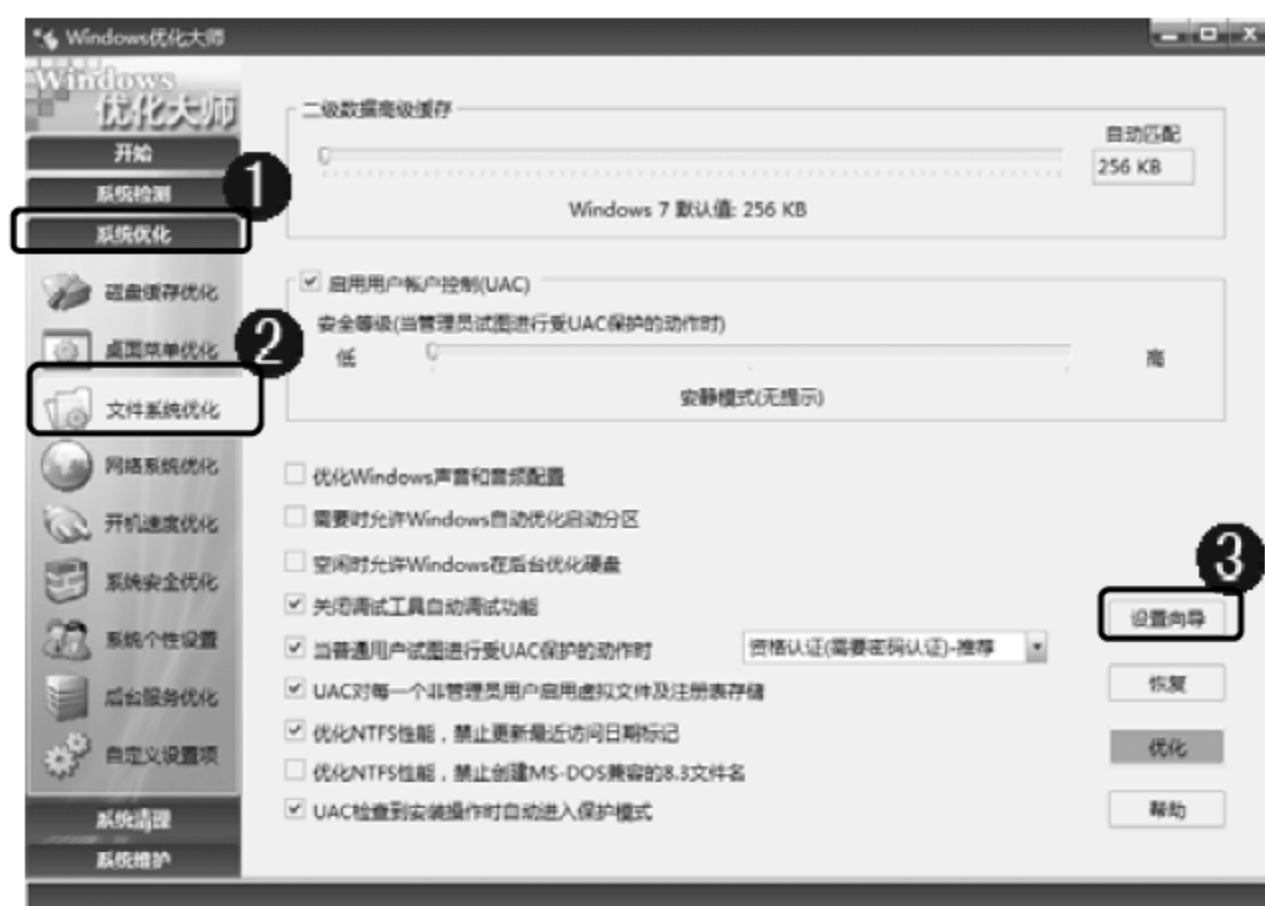 Windows优化大师
Windows
优化大师
开始
系统检测
1
系统优化
磁盘缓存优化
桌面菜单优化
2
文件系统优化
网络系统优化
开机速度优化
系统安全优化
系统个性设置
后台服务优化
自定义设置项
系统清理
系统维护
二级数据高级缓存
自动匹配
256 KB
Windows 7 默认值: 256 KB
启用用户帐户控制(UAC)
安全等级(当管理员试图进行受UAC保护的动作时)
低 高
安静模式(无提示)
优化Windows声音和音频配置
需要时允许Windows自动优化启动分区
空闲时允许Windows在后台优化硬盘
关闭调试工具自动调试功能
当普通用户试图进行受UAC保护的动作时 资格认证(需要密码认证)-推荐
UAC对每一个非管理员用户启用虚拟文件及注册表存储
优化NTFS性能，禁止更新最近访问日期标记
优化NTFS性能，禁止创建MS-DOS兼容的8.3文件名
UAC检查到安装操作时自动进入保护模式
3
设置向导
恢复
优化
帮助